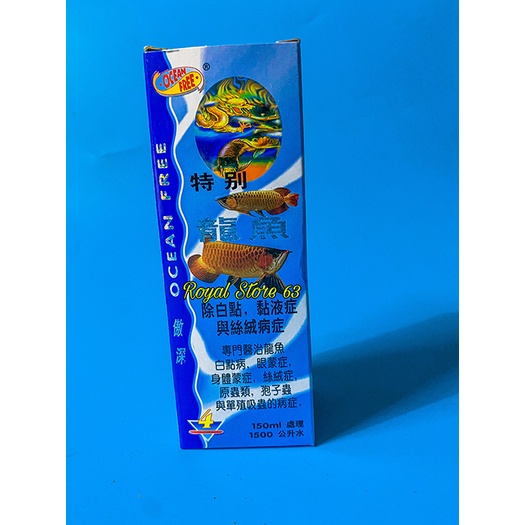 OCEAN FREE
®
OCEAN FREE
傲深
特别
龍魚
Royal Store 63
除白點，黏液症
與絲絨病症
專門醫治龍魚
白點病，眼蒙症，
身體蒙症，絲絨症，
原蟲類，孢子蟲
與單殖吸蟲的病症。
4
150ml 處理
1500 公升水